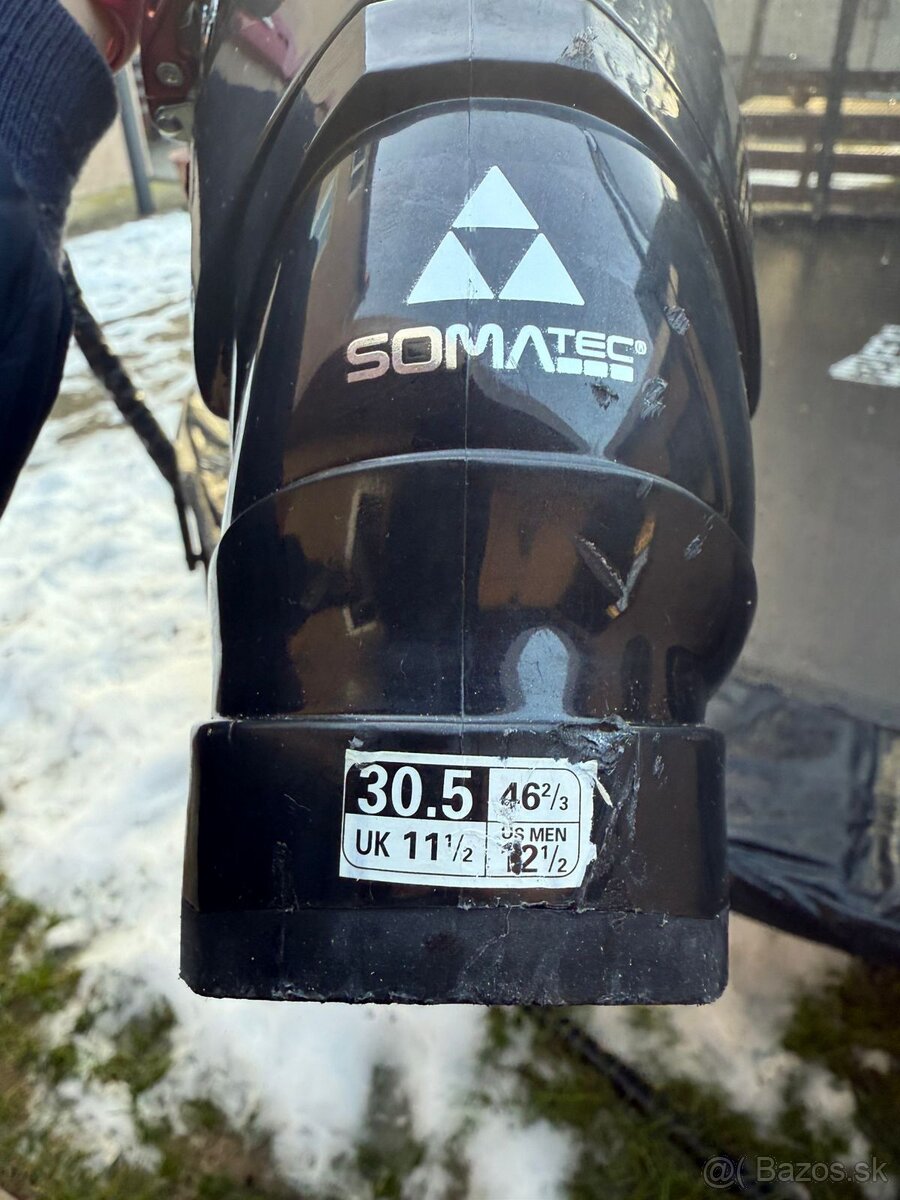 SOMATEC®
30.5 46 2/3
UK 11 1/2 US MEN 12 1/2
@( Bazos.sk